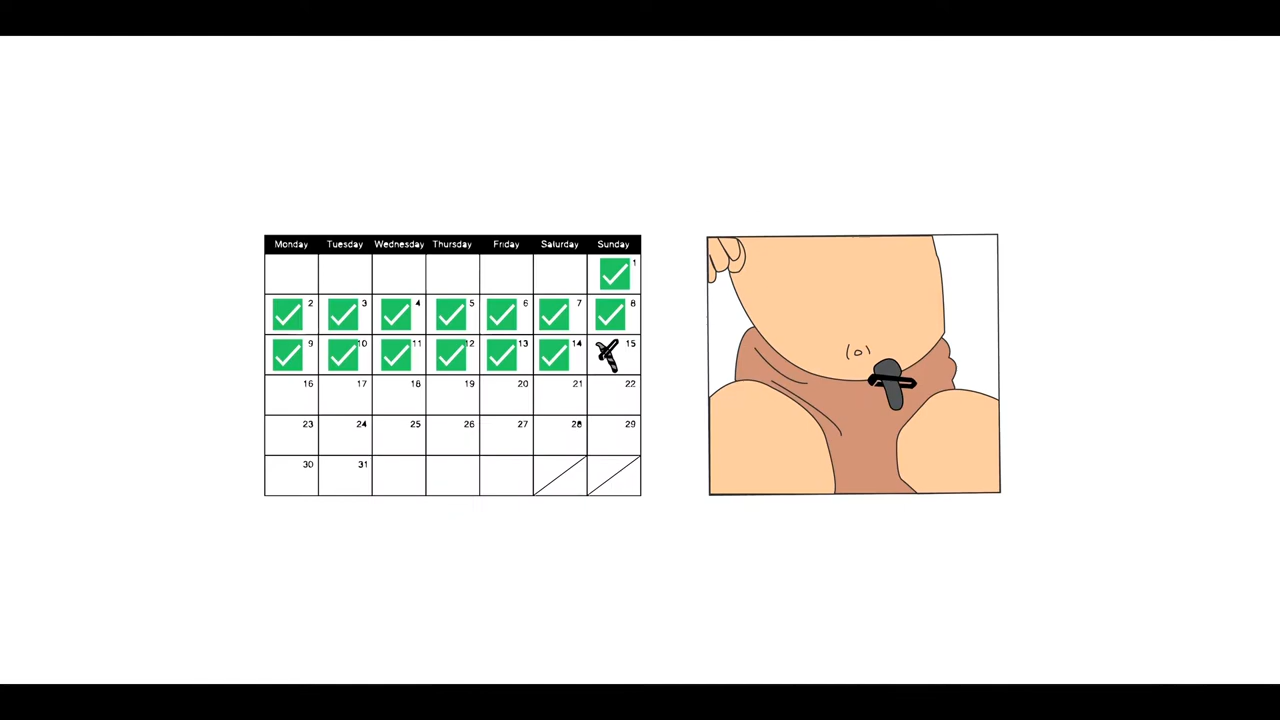 Monday Tuesday Wednesday Thursday Friday Saturday Sunday
1
2 3 4 5 6 7 8
9 10 11 12 13 14 15
16 17 18 19 20 21 22
23 24 25 26 27 28 29
30 31